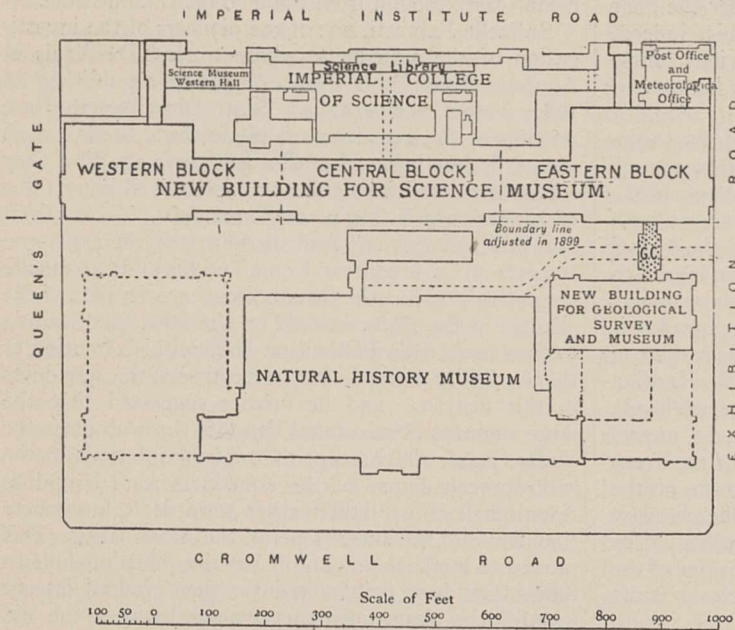 IMPERIAL INSTITUTE ROAD
Science Museum
Western Hall
Science Library
IMPERIAL COLLEGE
OF SCIENCE
Post Office
and
Meteorologica
Office
QUEEN'S GATE
EXHIBITION ROAD
WESTERN BLOCK
CENTRAL BLOCK
EASTERN BLOCK
NEW BUILDING FOR SCIENCE MUSEUM
Boundary line
adjusted in 1899
G.C.
NEW BUILDING
FOR GEOLOGICAL
SURVEY
AND MUSEUM
NATURAL HISTORY MUSEUM
CROMWELL ROAD
Scale of Feet
100 50 0 100 200 300 400 500 600 700 800 900 1000